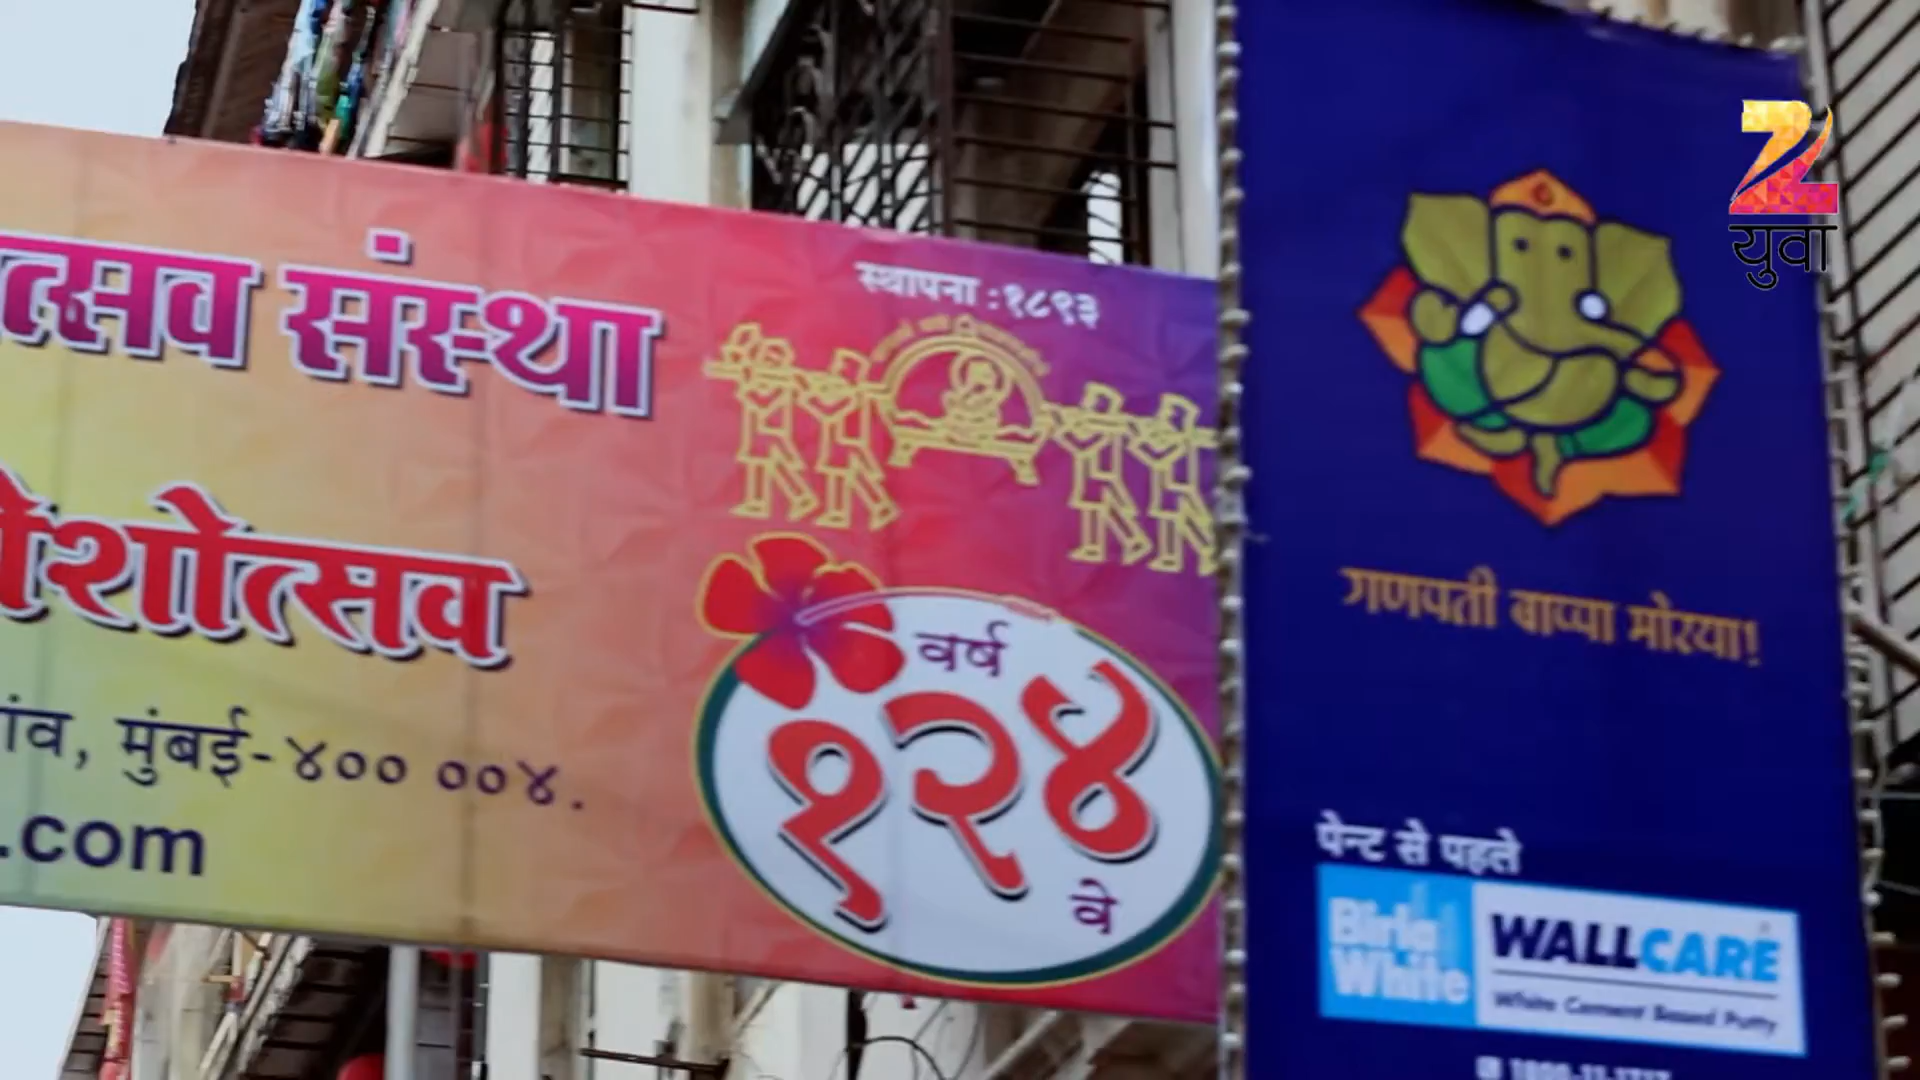 त्सव संस्था
स्थापना : १८९३
शोत्सव
वर्ष
१२४
वे
मुंबई-४०० ००४.
.com
गणपती बाप्पा मोरया!
पेन्ट से पहले
Birla
White
WALLCARE
White Cement Based Putty
युवा